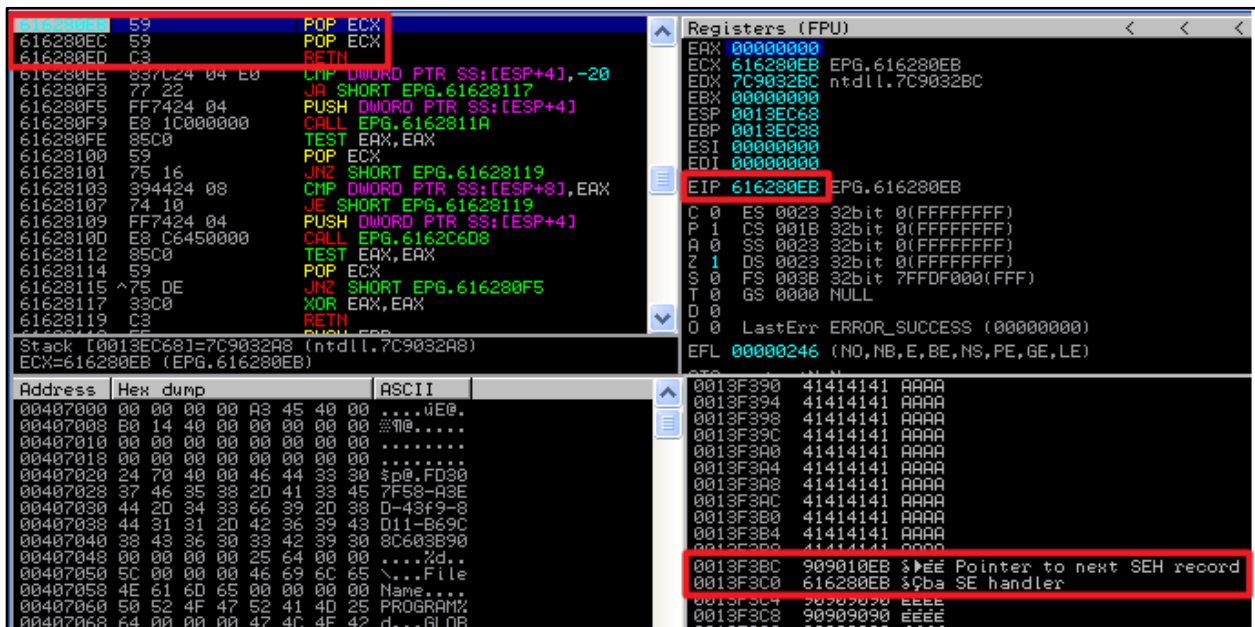 616280EB 59 POP ECX
616280EC 59 POP ECX
616280ED C3 RETN
616280EE 837C24 04 E0 CMP DWORD PTR SS:[ESP+4],-20
616280F3 77 22 JA SHORT EPG.61628117
616280F5 FF7424 04 PUSH DWORD PTR SS:[ESP+4]
616280F9 E8 1C000000 CALL EPG.6162811A
616280FE 85C0 TEST EAX,EAX
61628100 59 POP ECX
61628101 75 16 JNZ SHORT EPG.61628119
61628103 394424 08 CMP DWORD PTR SS:[ESP+8],EAX
61628107 74 10 JE SHORT EPG.61628119
61628109 FF7424 04 PUSH DWORD PTR SS:[ESP+4]
6162810D E8 C6450000 CALL EPG.6162C6D8
61628112 85C0 TEST EAX,EAX
61628114 59 POP ECX
61628115 ^75 DE JNZ SHORT EPG.616280F5
61628117 33C0 XOR EAX,EAX
61628119 C3 RETN
Stack [0013EC68]=7C9032A8 (ntdll.7C9032A8)
ECX=616280EB (EPG.616280EB)
Registers (FPU) < < <
EAX 00000000
ECX 616280EB EPG.616280EB
EDX 7C9032BC ntdll.7C9032BC
EBX 00000000
ESP 0013EC68
EBP 0013EC88
ESI 00000000
EDI 00000000
EIP 616280EB EPG.616280EB
C 0 ES 0023 32bit 0(FFFFFFFF)
P 1 CS 001B 32bit 0(FFFFFFFF)
A 0 SS 0023 32bit 0(FFFFFFFF)
Z 1 DS 0023 32bit 0(FFFFFFFF)
S 0 FS 003B 32bit 7FFDF000(FFF)
T 0 GS 0000 NULL
D 0
O 0 LastErr ERROR_SUCCESS (00000000)
EFL 00000246 (NO,NB,E,BE,NS,PE,GE,LE)
Address Hex dump ASCII
00407000 00 00 00 00 A3 45 40 00 ....úE@.
00407008 B0 14 40 00 00 00 00 00 ░¶@.....
00407010 00 00 00 00 00 00 00 00 ........
00407018 00 00 00 00 00 00 00 00 ........
00407020 24 70 40 00 46 44 33 30 $p@.FD30
00407028 37 46 35 38 2D 41 33 45 7F58-A3E
00407030 44 2D 34 33 66 39 2D 38 D-43f9-8
00407038 44 31 31 2D 42 36 39 43 D11-B69C
00407040 38 43 36 30 33 42 39 30 8C603B90
00407048 00 00 00 00 25 64 00 00 ....%d..
00407050 5C 00 00 00 46 69 6C 65 \...File
00407058 4E 61 6D 65 00 00 00 00 Name....
00407060 50 52 4F 47 52 41 4D 25 PROGRAM%
00407068 64 00 00 00 47 4C 4F 42 d...GLOB
0013F390 41414141 AAAA
0013F394 41414141 AAAA
0013F398 41414141 AAAA
0013F39C 41414141 AAAA
0013F3A0 41414141 AAAA
0013F3A4 41414141 AAAA
0013F3A8 41414141 AAAA
0013F3AC 41414141 AAAA
0013F3B0 41414141 AAAA
0013F3B4 41414141 AAAA
0013F3B8 41414141 AAAA
0013F3BC 909010EB Pointer to next SEH record
0013F3C0 616280EB SE handler
0013F3C4 90909090 ÉÉÉÉ
0013F3C8 90909090 ÉÉÉÉ